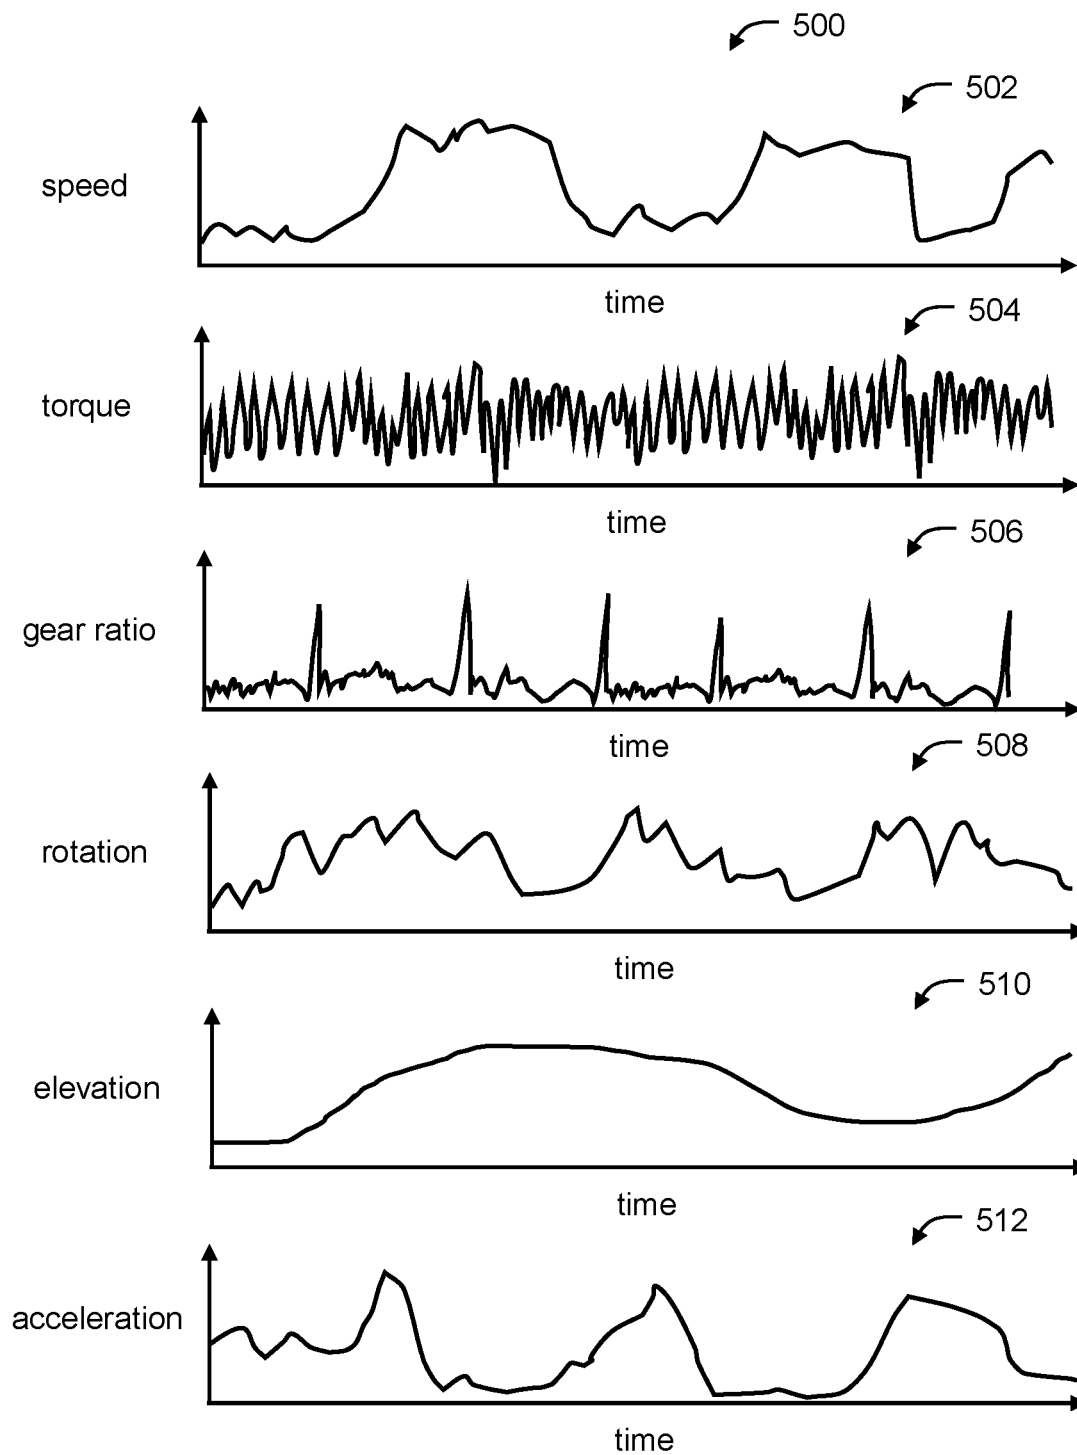 500
502
speed
time
504
torque
time
506
gear ratio
time
508
rotation
time
510
elevation
time
512
acceleration
time